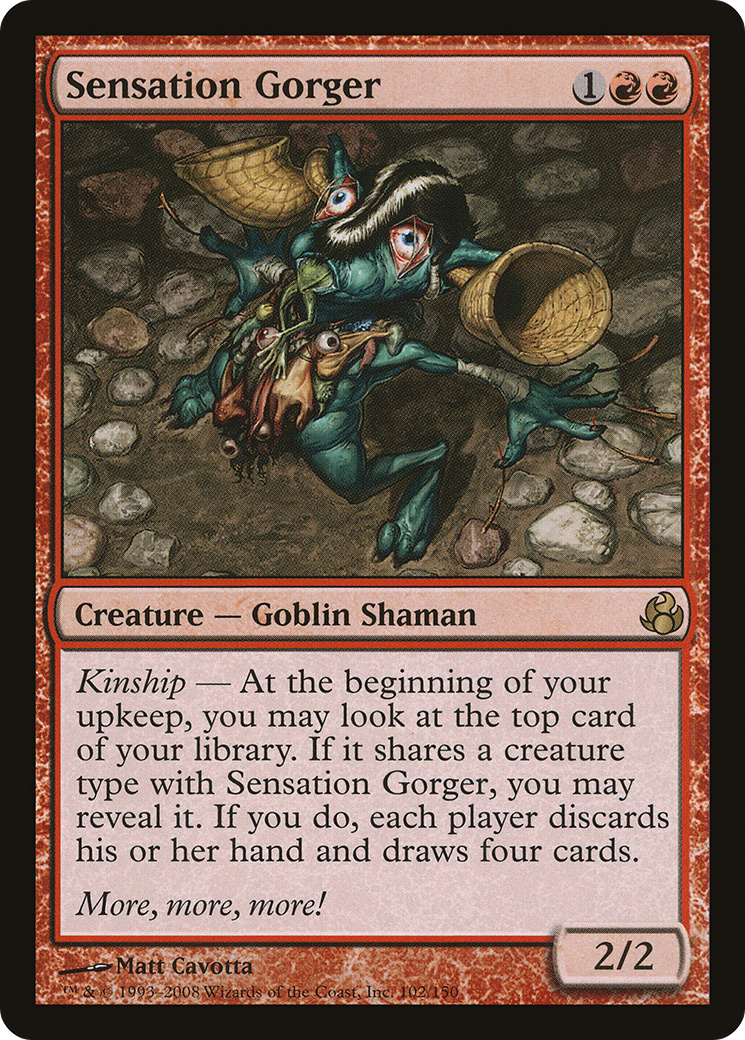 Sensation Gorger 1
Creature — Goblin Shaman
Kinship — At the beginning of your
upkeep, you may look at the top card
of your library. If it shares a creature
type with Sensation Gorger, you may
reveal it. If you do, each player discards
his or her hand and draws four cards.
More, more, more!
2/2
Matt Cavotta
™ & © 1993–2008 Wizards of the Coast, Inc. 102/150